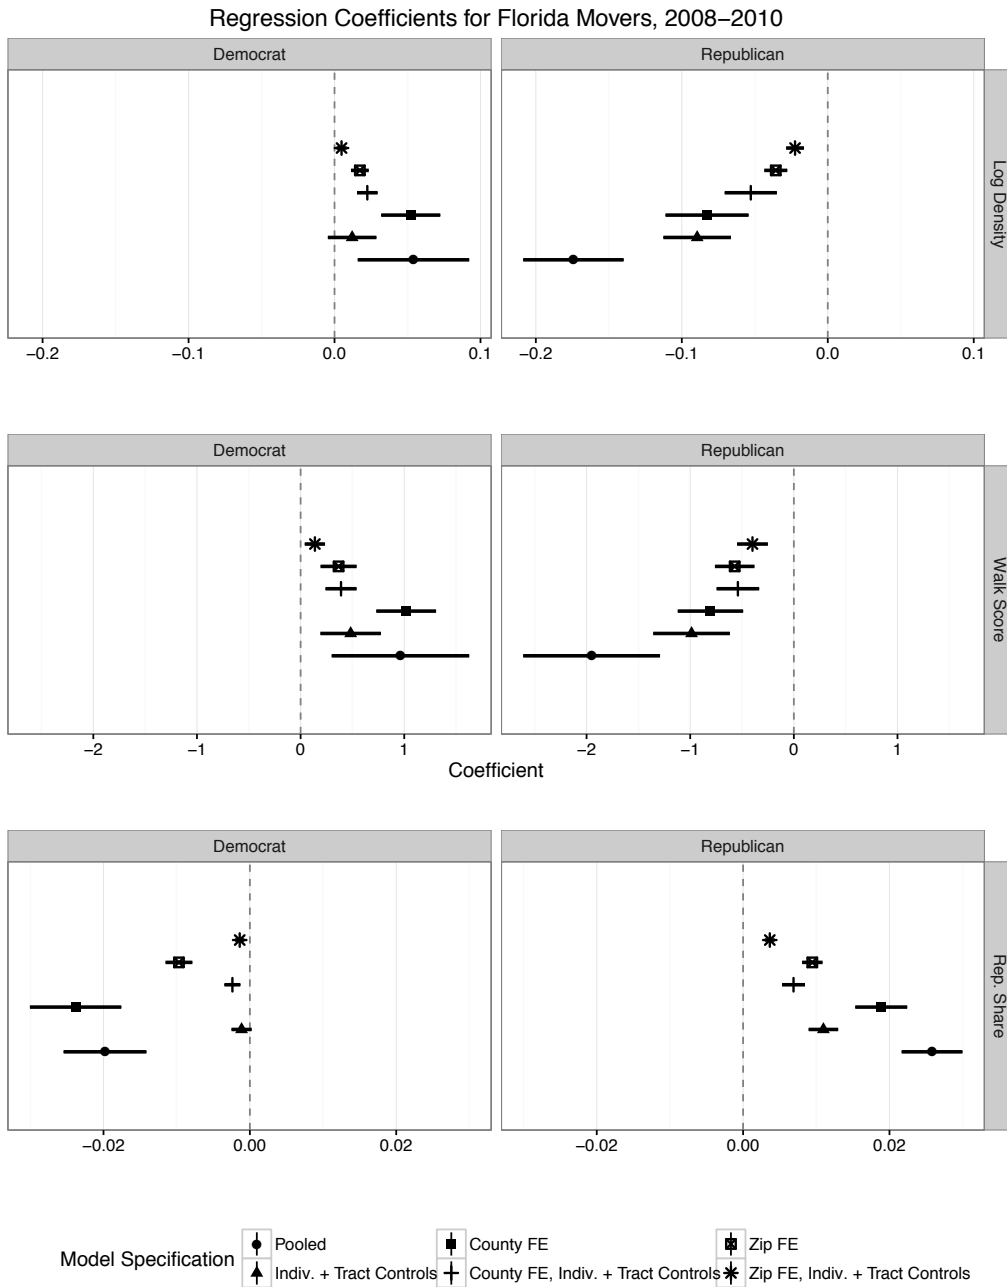 Regression Coefficients for Florida Movers, 2008–2010
Democrat
Republican
Log Density
−0.2
−0.1
0.0
0.1
−0.2
−0.1
0.0
0.1
Democrat
Republican
Walk Score
−2
−1
0
1
−2
−1
0
1
Coefficient
Democrat
Republican
Rep. Share
−0.02
0.00
0.02
−0.02
0.00
0.02
Model Specification
Pooled
County FE
Zip FE
Indiv. + Tract Controls
County FE, Indiv. + Tract Controls
Zip FE, Indiv. + Tract Controls